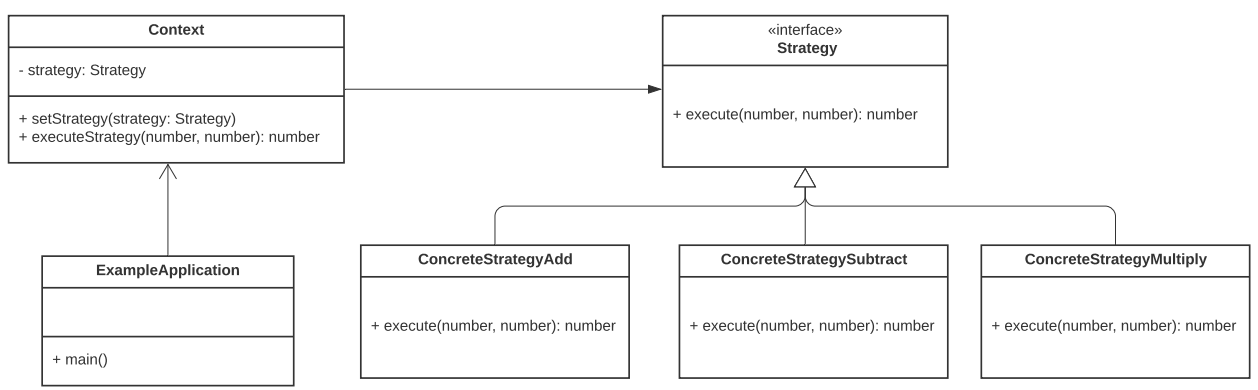 Context
- strategy: Strategy
+ setStrategy(strategy: Strategy)
+ executeStrategy(number, number): number
«interface»
Strategy
+ execute(number, number): number
ExampleApplication
+ main()
ConcreteStrategyAdd
+ execute(number, number): number
ConcreteStrategySubtract
+ execute(number, number): number
ConcreteStrategyMultiply
+ execute(number, number): number